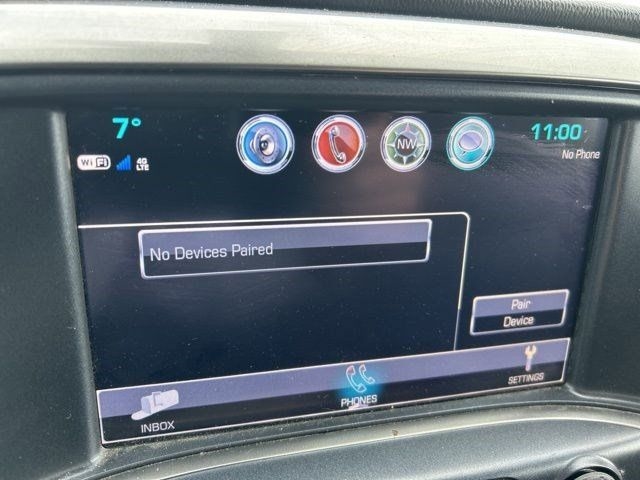 7°
WiFi 4G LTE
NW
11:00
No Phone
No Devices Paired
Pair
Device
INBOX
PHONES
SETTINGS